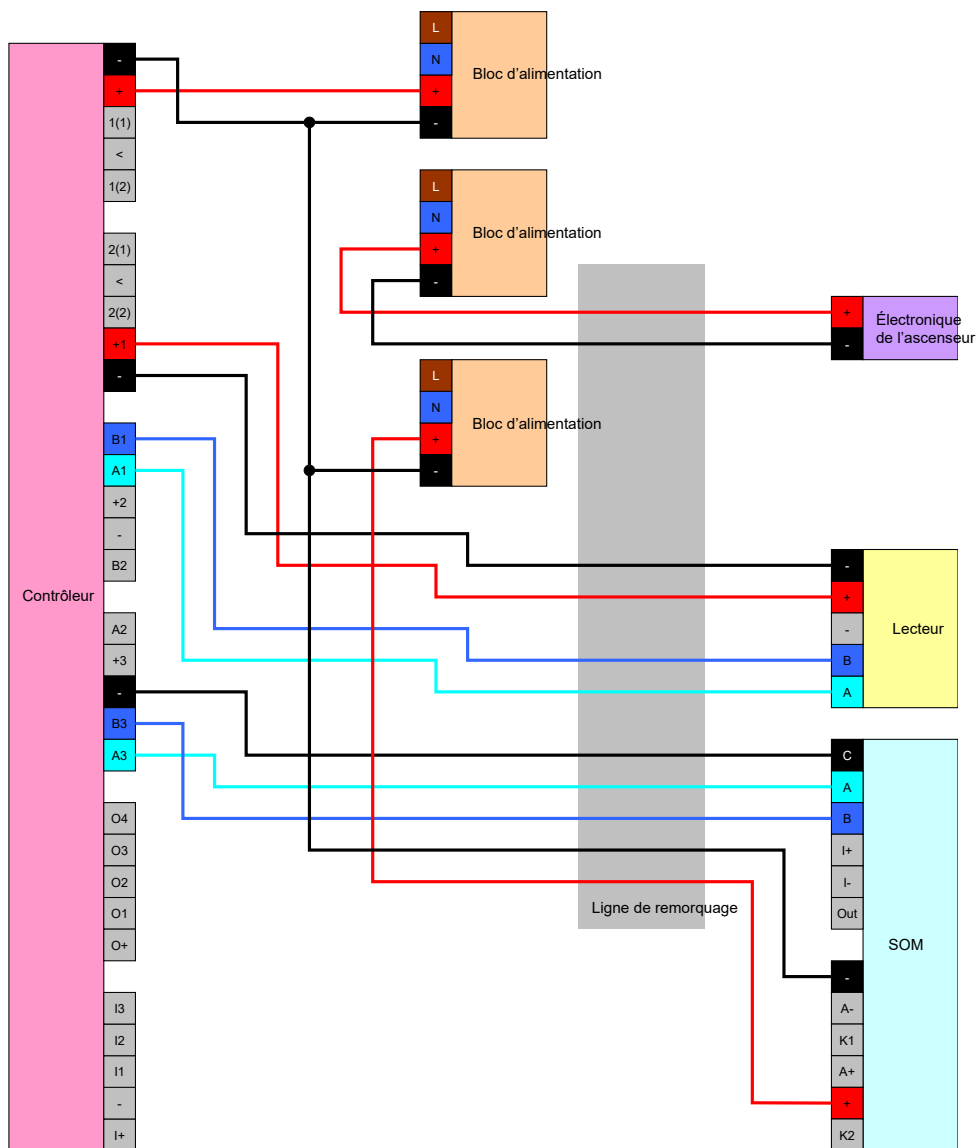 Contrôleur
-
+
1(1)
<
1(2)
2(1)
<
2(2)
+1
-
B1
A1
+2
-
B2
A2
+3
-
B3
A3
O4
O3
O2
O1
O+
I3
I2
I1
-
I+
L
N
+
-
Bloc d’alimentation
L
N
+
-
Bloc d’alimentation
L
N
+
-
Bloc d’alimentation
Ligne de remorquage
+
-
Électronique
de l’ascenseur
-
+
-
B
A
Lecteur
C
A
B
I+
I-
Out
-
A-
K1
A+
+
K2
SOM